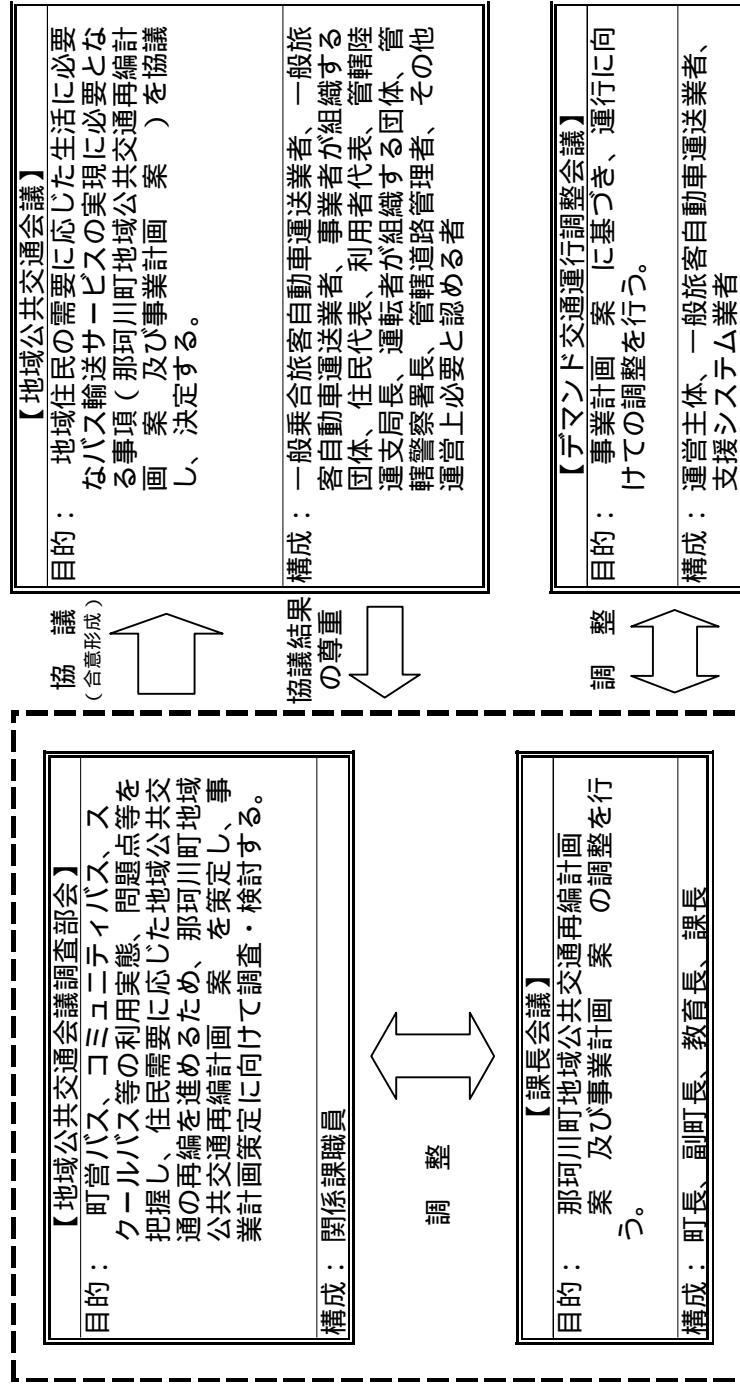 【地域公共交通会議調査部会】
目的： 町営バス、コミュニティバス、ス
クールバス等の利用実態、問題点等を
把握し、住民需要に応じた地域公共交
通の再編を進めるため、那珂川町地域
公共交通再編計画 案 を策定し、事
業計画策定に向けて調査・検討する。
構成：関係課職員
調 整
【課長会議】
目的： 那珂川町地域公共交通再編計画
案 及び事業計画 案 の調整を行
う。
構成：町長、副町長、教育長、課長
協 議
（合意形成）
協議結果
の尊重
調 整
【地域公共交通会議】
目的： 地域住民の需要に応じた生活に必要
なバス輸送サービスの実現に必要とな
る事項（那珂川町地域公共交通再編計
画 案 及び事業計画 案 ）を協議
し、決定する。
構成：一般乗合旅客自動車運送業者、一般旅
客自動車運送業者、事業者が組織する
団体、住民代表、利用者代表、管轄陸
運支局長、運転者が組織する団体、管
轄警察署長、管轄道路管理者、その他
運営上必要と認める者
【デマンド交通運行調整会議】
目的： 事業計画 案 に基づき、運行に向
けての調整を行う。
構成：運営主体、一般旅客自動車運送業者、
支援システム業者